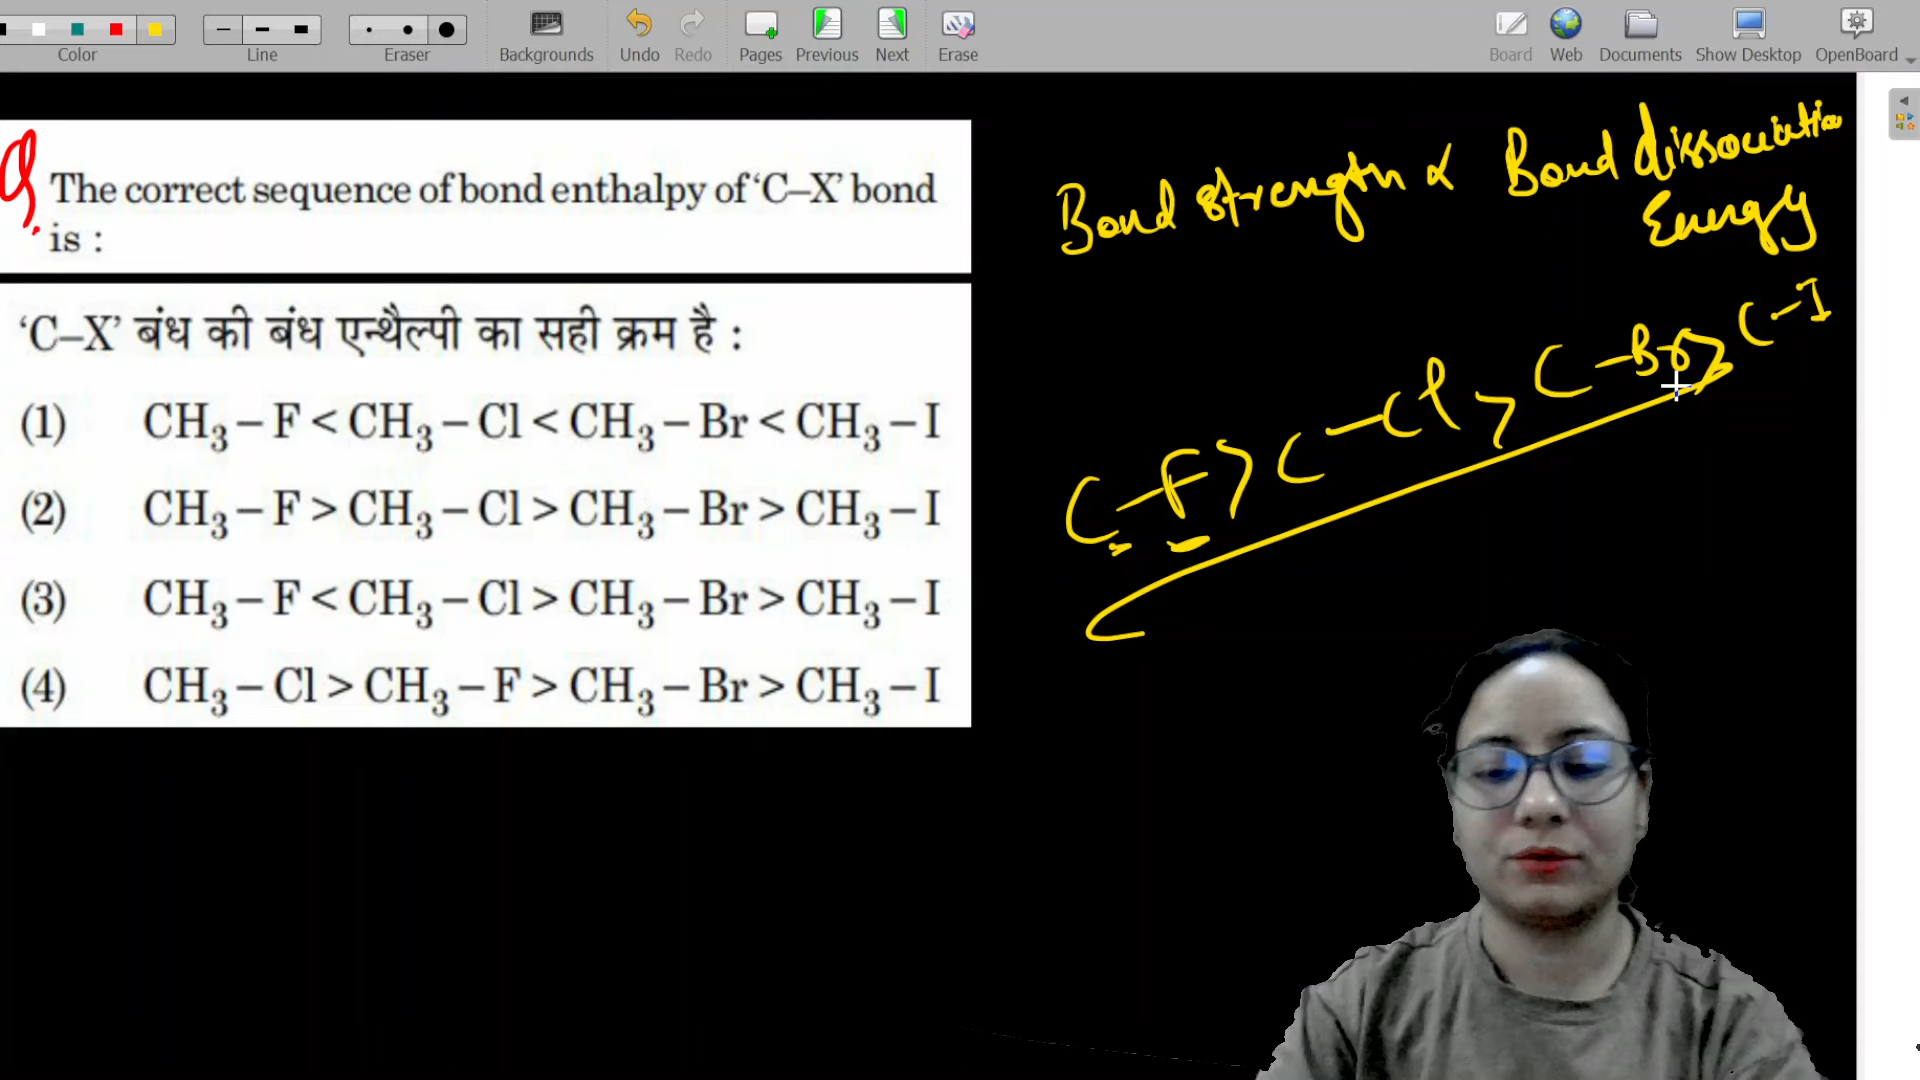 Color
Line
Eraser
Backgrounds
Undo
Redo
Pages
Previous
Next
Erase
Board
Web
Documents
Show Desktop
OpenBoard
Q.
The correct sequence of bond enthalpy of ‘C–X’ bond
is :
‘C–X’ बंध की बंध एन्थैल्पी का सही क्रम है :
(1) CH₃ – F < CH₃ – Cl < CH₃ – Br < CH₃ – I
(2) CH₃ – F > CH₃ – Cl > CH₃ – Br > CH₃ – I
(3) CH₃ – F < CH₃ – Cl > CH₃ – Br > CH₃ – I
(4) CH₃ – Cl > CH₃ – F > CH₃ – Br > CH₃ – I
Bond strength ∝ Bond dissociation
Energy
C–F > C–Cl > C–Br > C–I